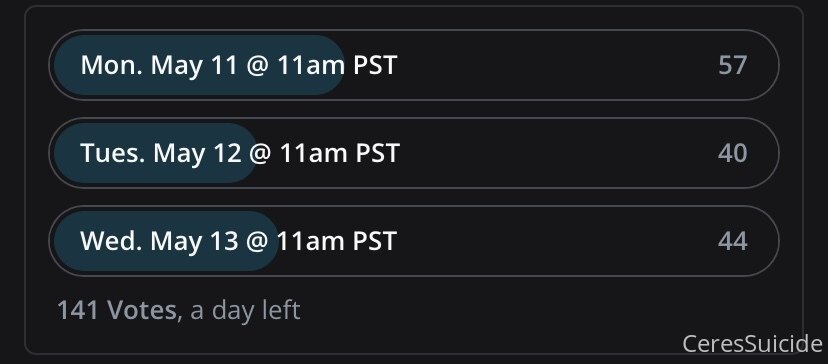 Mon. May 11 @ 11am PST 57
Tues. May 12 @ 11am PST 40
Wed. May 13 @ 11am PST 44
141 Votes, a day left
CeresSuicide